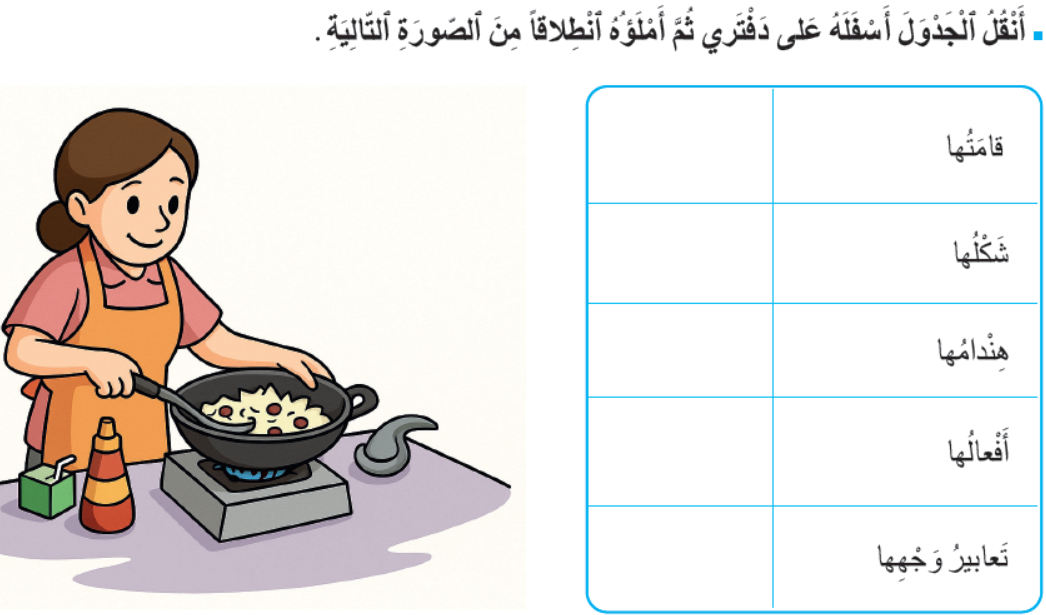 ▪ أَنْقُلُ ٱلْجَدْوَلَ أَسْفَلَهُ عَلى دَفْتَري ثُمَّ أَمْلَؤُهُ ٱنْطِلاقاً مِنَ ٱلصّورَةِ ٱلتّالِيَةِ .
قامَتُها
شَكْلُها
هِنْدامُها
أَفْعالُها
تَعابيرُ وَجْهِها